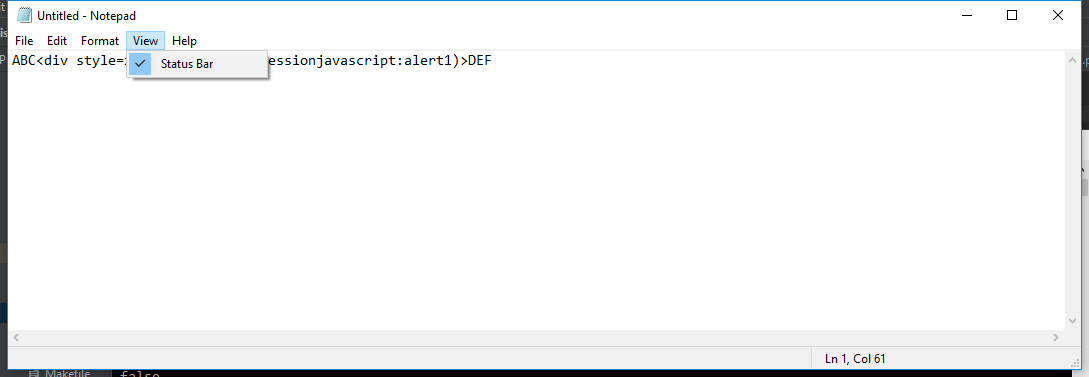 Untitled - Notepad
File Edit Format View Help
ABC<div style= essionjavascript:alert1)>DEF
Status Bar
Ln 1, Col 61
Makefile false